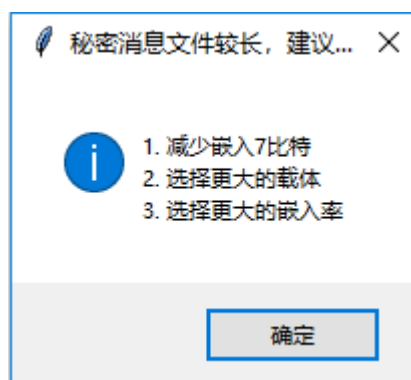 秘密消息文件较长，建议...
1. 减少嵌入7比特
2. 选择更大的载体
3. 选择更大的嵌入率
确定